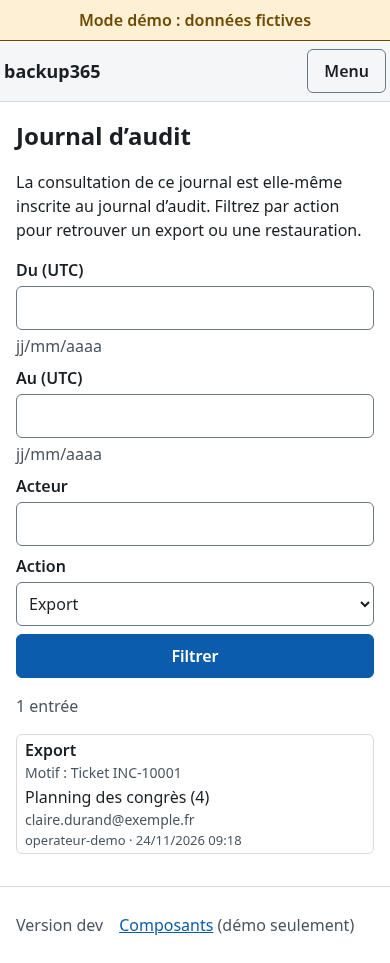 Mode démo : données fictives
backup365
Menu
Journal d’audit
La consultation de ce journal est elle-même
inscrite au journal d’audit. Filtrez par action
pour retrouver un export ou une restauration.
Du (UTC)
jj/mm/aaaa
Au (UTC)
jj/mm/aaaa
Acteur
Action
Export
Filtrer
1 entrée
Export
Motif : Ticket INC-10001
Planning des congrès (4)
claire.durand@exemple.fr
operateur-demo · 24/11/2026 09:18
Version dev Composants (démo seulement)